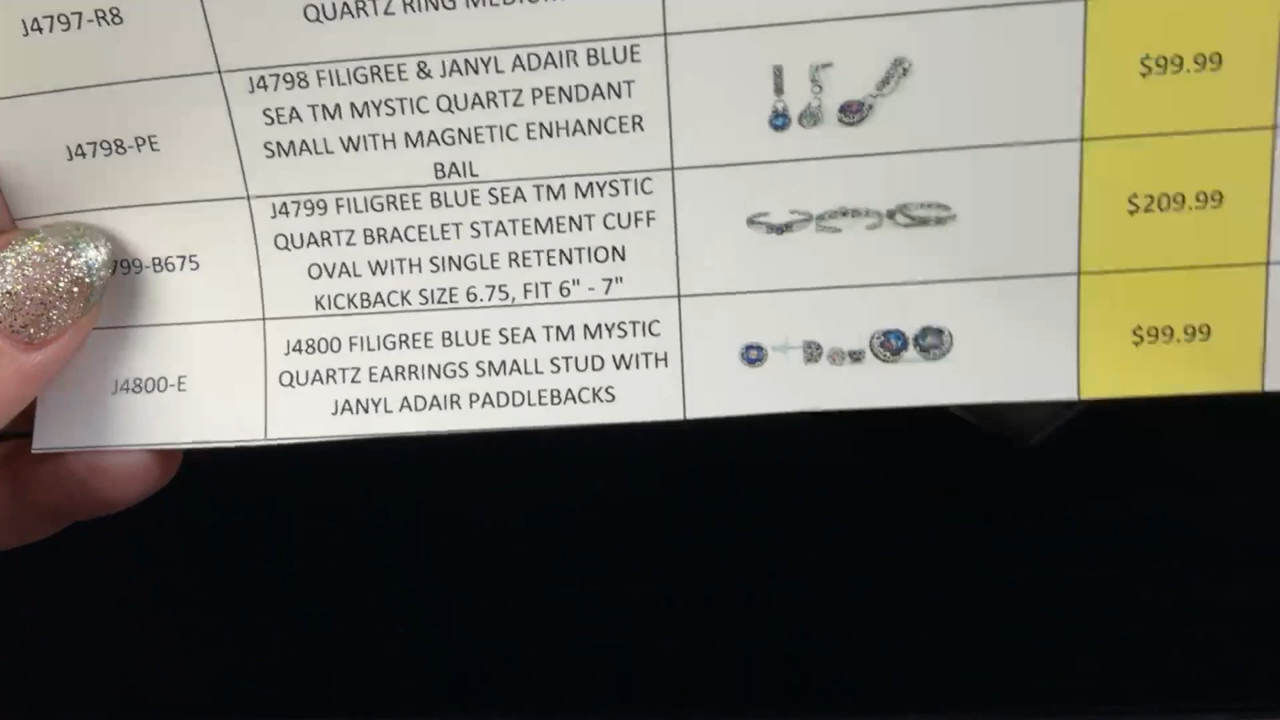 J4797-R8
QUARTZ RING MEDIUM
J4798-PE
J4798 FILIGREE & JANYL ADAIR BLUE
SEA TM MYSTIC QUARTZ PENDANT
SMALL WITH MAGNETIC ENHANCER
BAIL
$99.99
799-B675
J4799 FILIGREE BLUE SEA TM MYSTIC
QUARTZ BRACELET STATEMENT CUFF
OVAL WITH SINGLE RETENTION
KICKBACK SIZE 6.75, FIT 6" - 7"
$209.99
J4800-E
J4800 FILIGREE BLUE SEA TM MYSTIC
QUARTZ EARRINGS SMALL STUD WITH
JANYL ADAIR PADDLEBACKS
$99.99